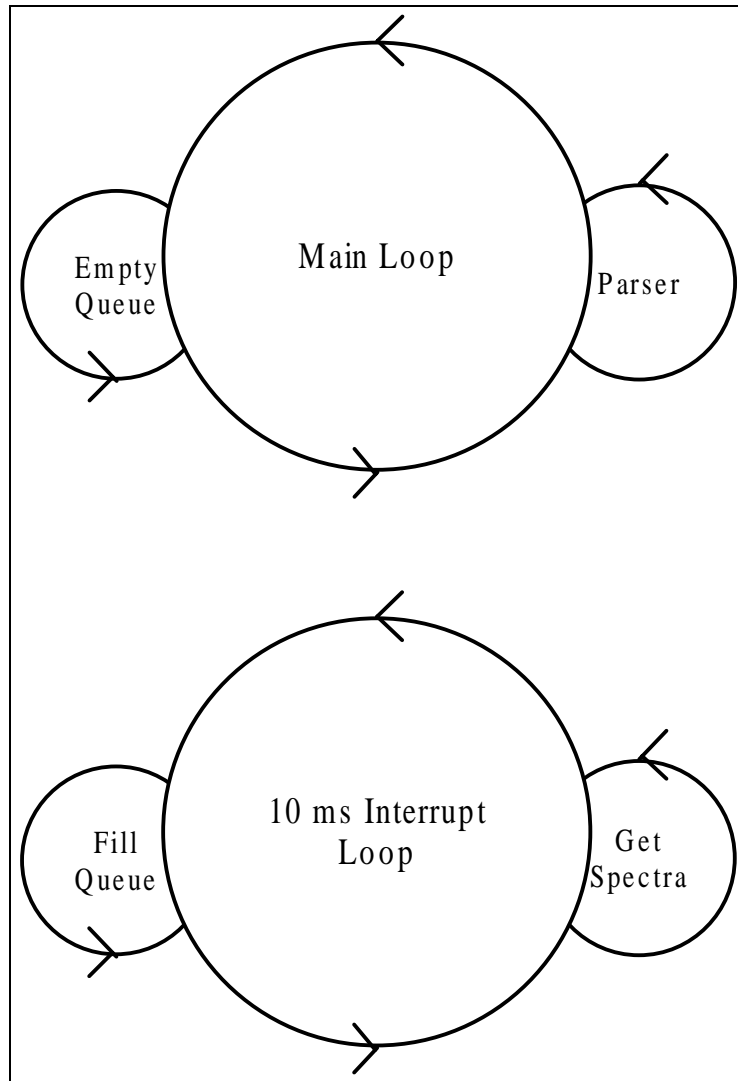 Main Loop
Empty
Queue
Parser
10 ms Interrupt
Loop
Fill
Queue
Get
Spectra